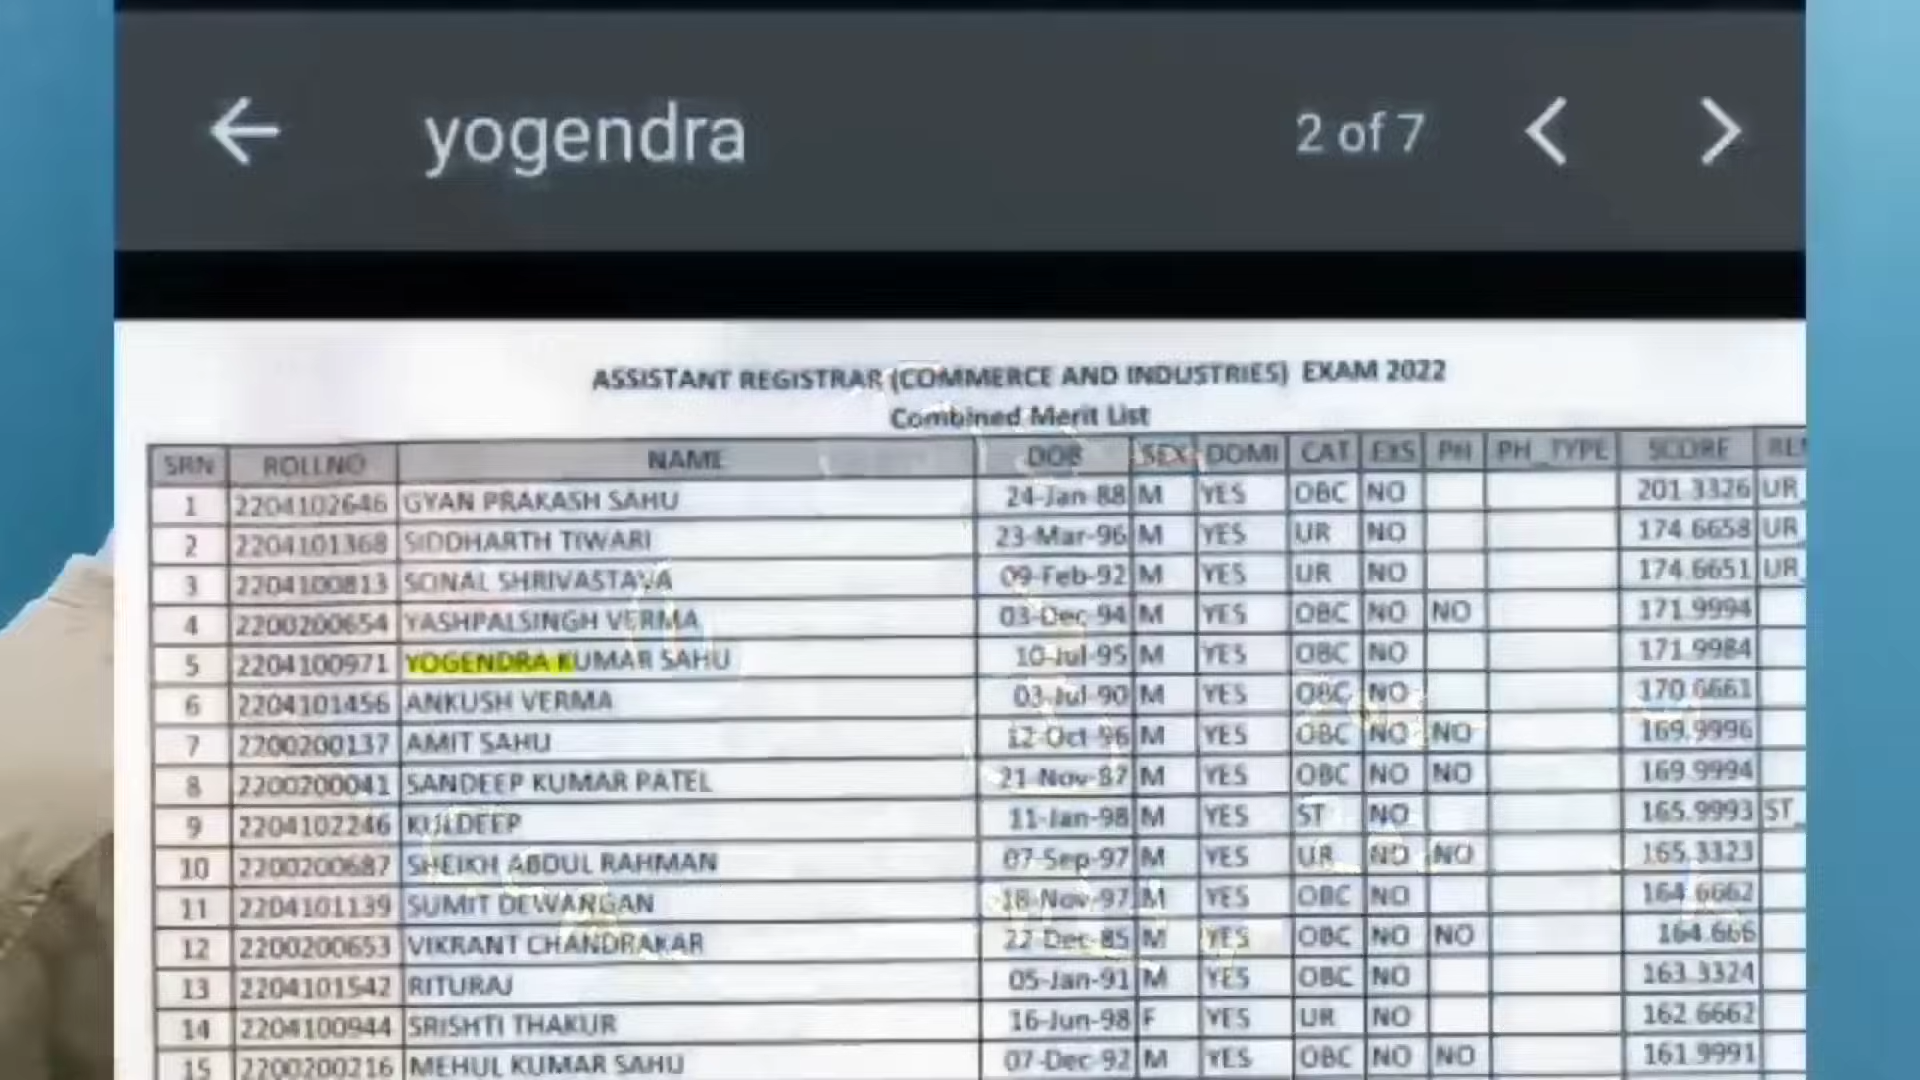 yogendra 2 of 7
ASSISTANT REGISTRAR (COMMERCE AND INDUSTRIES) EXAM 2022
Combined Merit List
SRN ROLLNO NAME DOB SEX DOMI CAT EXS PH PH_TYPE SCORE
1 2204102646 GYAN PRAKASH SAHU 24-Jan-88 M YES OBC NO 201.3326 UR_
2 2204101368 SIDDHARTH TIWARI 23-Mar-96 M YES UR NO 174.6658 UR_
3 2204100813 SONAL SHRIVASTAVA 09-Feb-92 M YES UR NO 174.6651 UR_
4 2200200654 YASHPALSINGH VERMA 03-Dec-94 M YES OBC NO NO 171.9994
5 2204100971 YOGENDRA KUMAR SAHU 10-Jul-95 M YES OBC NO 171.9984
6 2204101456 ANKUSH VERMA 03-Jul-90 M YES OBC NO 170.6661
7 2200200137 AMIT SAHU 12-Oct-96 M YES OBC NO NO 169.9996
8 2200200041 SANDEEP KUMAR PATEL 21-Nov-87 M YES OBC NO NO 169.9994
9 2204102246 KULDEEP 11-Jan-98 M YES ST NO 165.9993 ST_
10 2200200687 SHEIKH ABDUL RAHMAN 07-Sep-97 M YES UR NO NO 165.3323
11 2204101139 SUMIT DEWANGAN 18-Nov-97 M YES OBC NO 164.6662
12 2200200653 VIKRANT CHANDRAKAR 22-Dec-85 M YES OBC NO NO 164.666
13 2204101542 RITURAJ 05-Jan-91 M YES OBC NO 163.3324
14 2204100944 SRISHTI THAKUR 16-Jun-98 F YES UR NO 162.6662
15 2200200216 MEHUL KUMAR SAHU 07-Dec-92 M YES OBC NO NO 161.9991